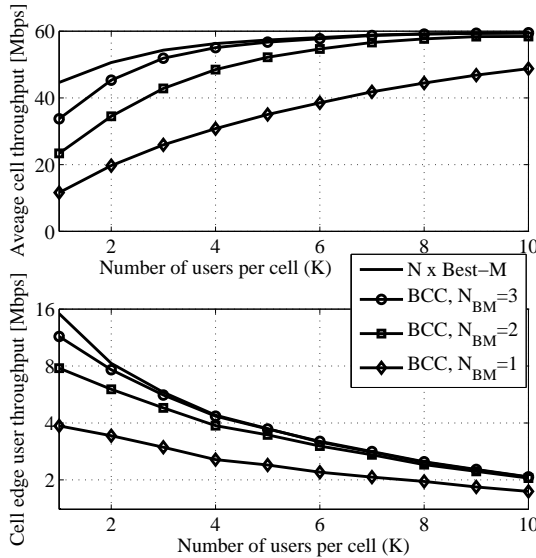 Aveage cell throughput [Mbps]
60
40
20
0
2
4
6
8
10
Number of users per cell (K)
N x Best−M
BCC, N_BM=3
BCC, N_BM=2
BCC, N_BM=1
Cell edge user throughput [Mbps]
16
8
4
2
2
4
6
8
10
Number of users per cell (K)